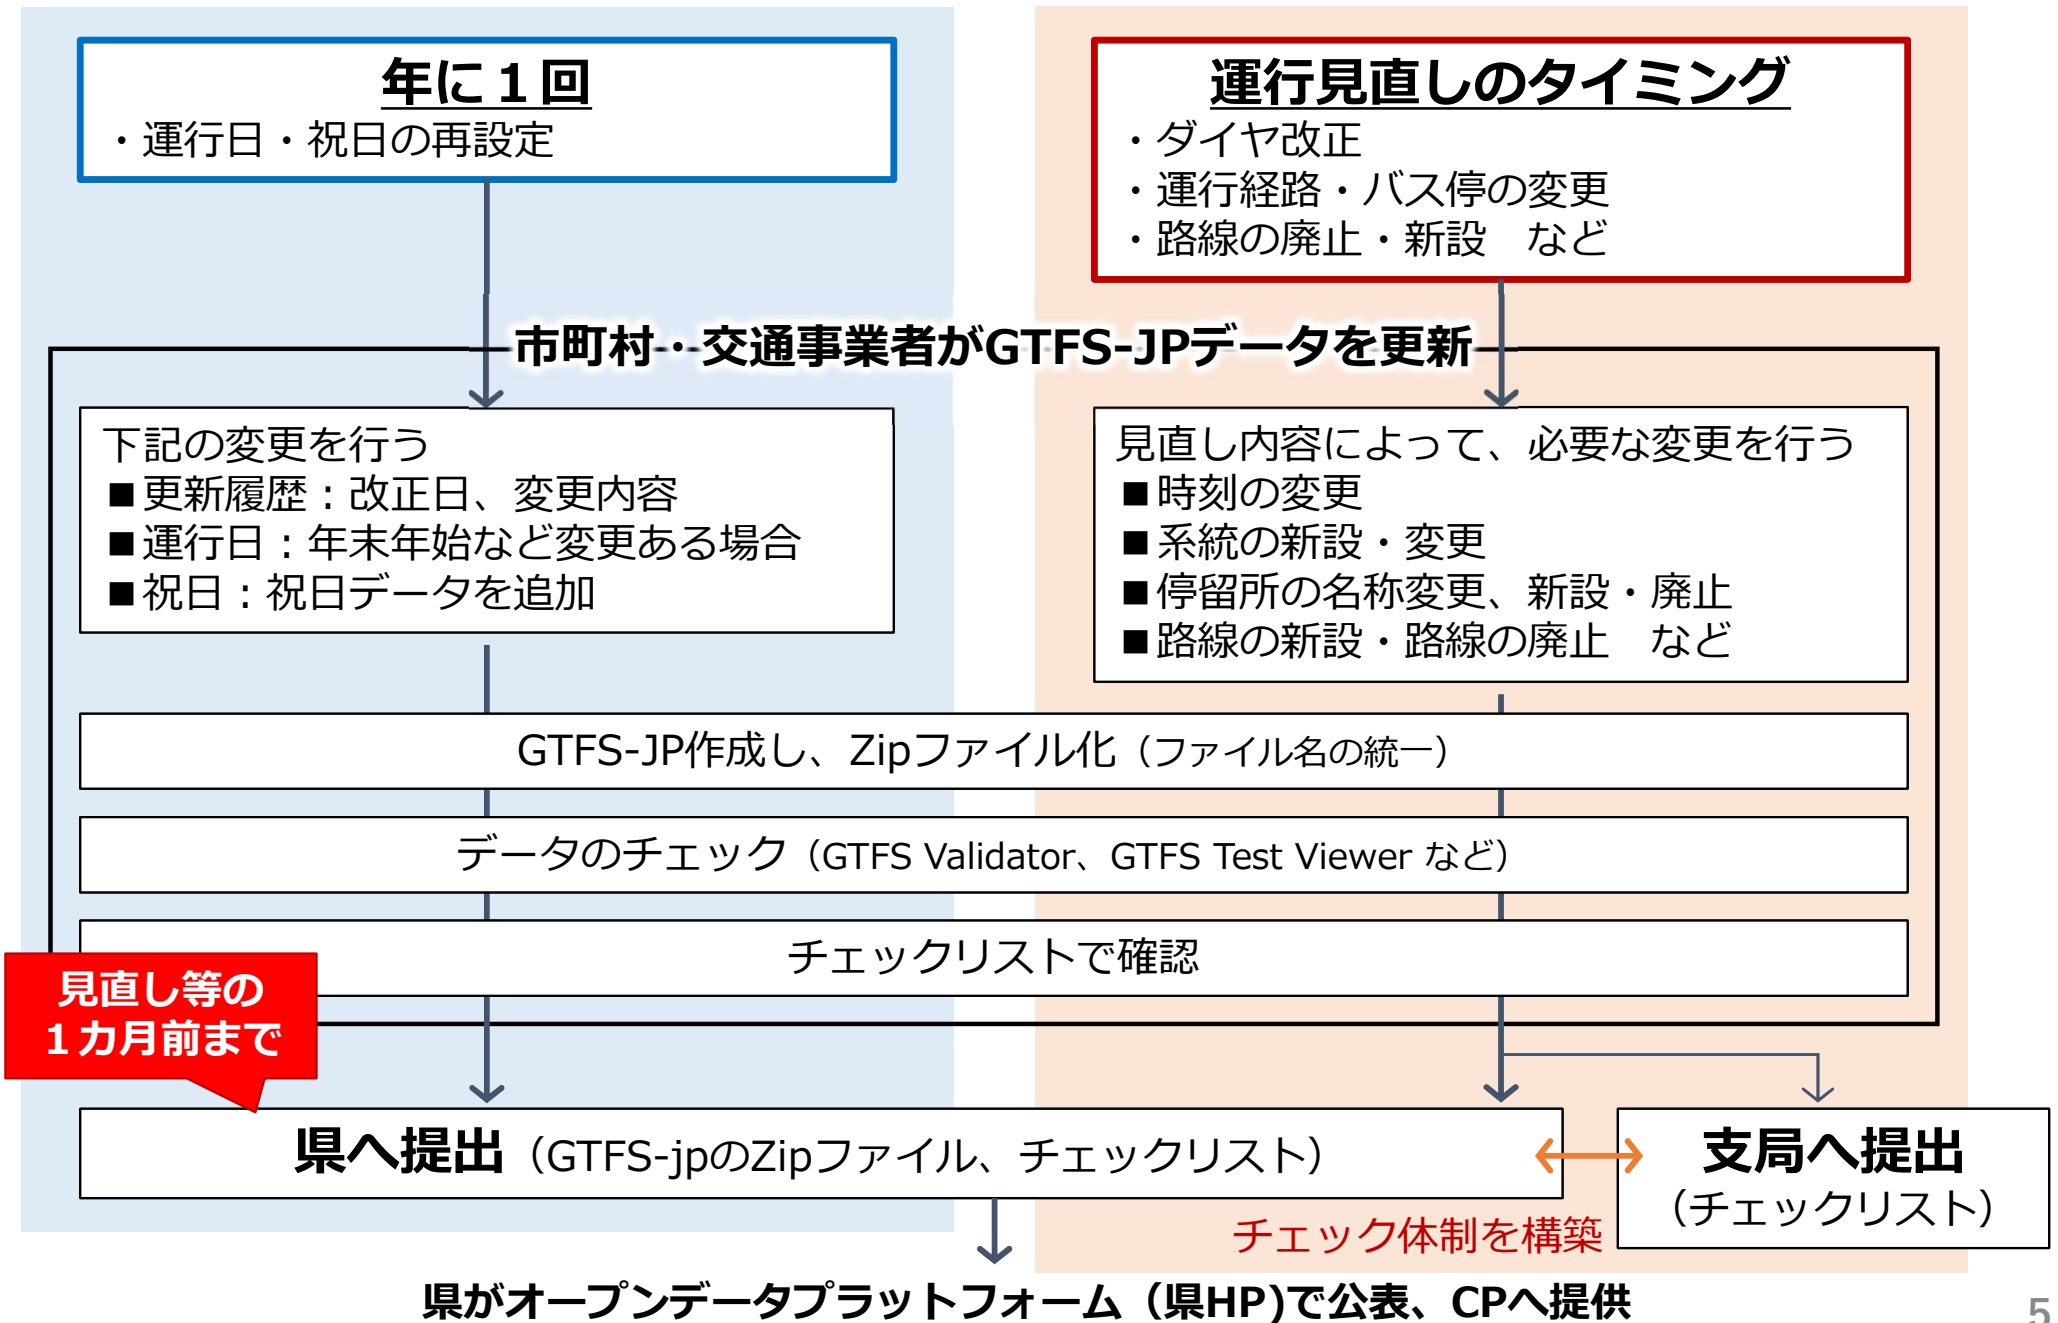 年に１回
・運行日・祝日の再設定
運行見直しのタイミング
・ダイヤ改正
・運行経路・バス停の変更
・路線の廃止・新設　など
市町村・交通事業者がGTFS-JPデータを更新
下記の変更を行う
■更新履歴：改正日、変更内容
■運行日：年末年始など変更ある場合
■祝日：祝日データを追加
見直し内容によって、必要な変更を行う
■時刻の変更
■系統の新設・変更
■停留所の名称変更、新設・廃止
■路線の新設・路線の廃止　など
GTFS-JP作成し、Zipファイル化（ファイル名の統一）
データのチェック（GTFS Validator、GTFS Test Viewer など）
チェックリストで確認
見直し等の
１カ月前まで
県へ提出（GTFS-jpのZipファイル、チェックリスト）
支局へ提出
（チェックリスト）
チェック体制を構築
県がオープンデータプラットフォーム（県HP)で公表、CPへ提供
5